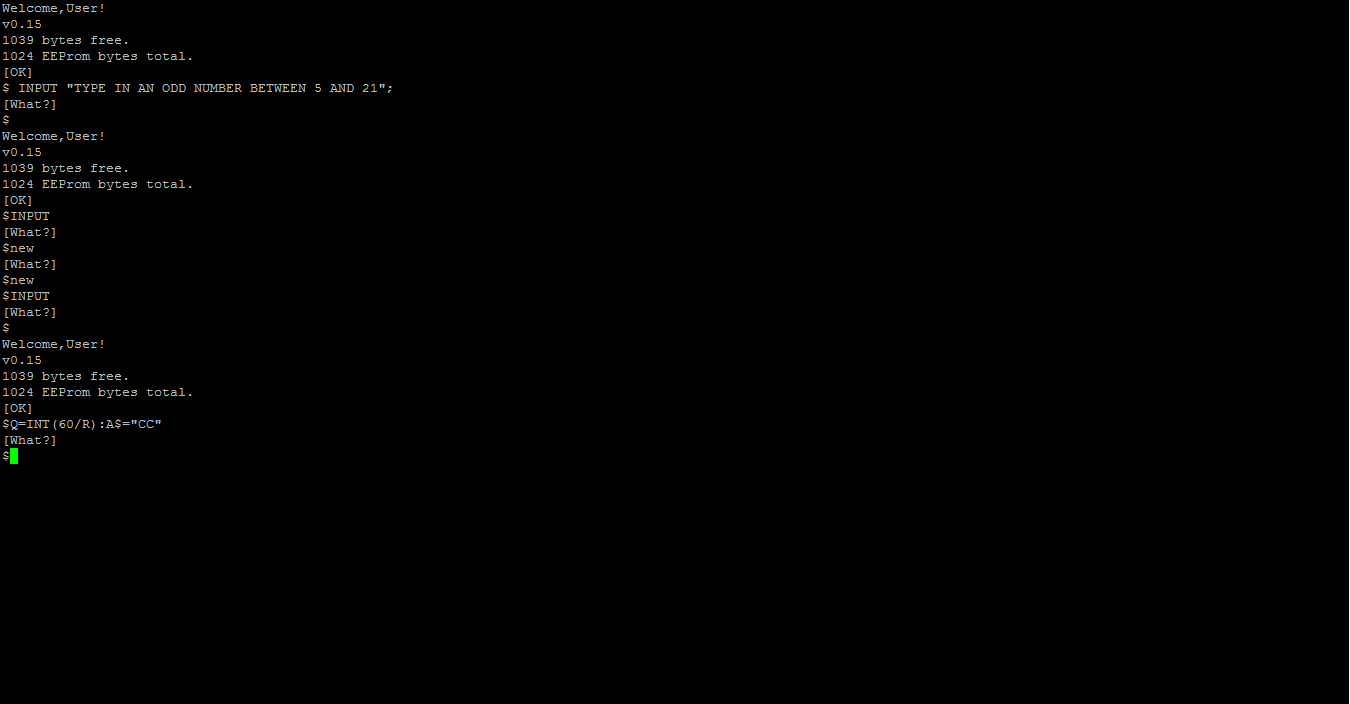 Welcome,User!
v0.15
1039 bytes free.
1024 EEProm bytes total.
[OK]
$ INPUT "TYPE IN AN ODD NUMBER BETWEEN 5 AND 21";
[What?]
$
Welcome,User!
v0.15
1039 bytes free.
1024 EEProm bytes total.
[OK]
$INPUT
[What?]
$new
[What?]
$new
$INPUT
[What?]
$
Welcome,User!
v0.15
1039 bytes free.
1024 EEProm bytes total.
[OK]
$Q=INT(60/R):A$="CC"
[What?]
$